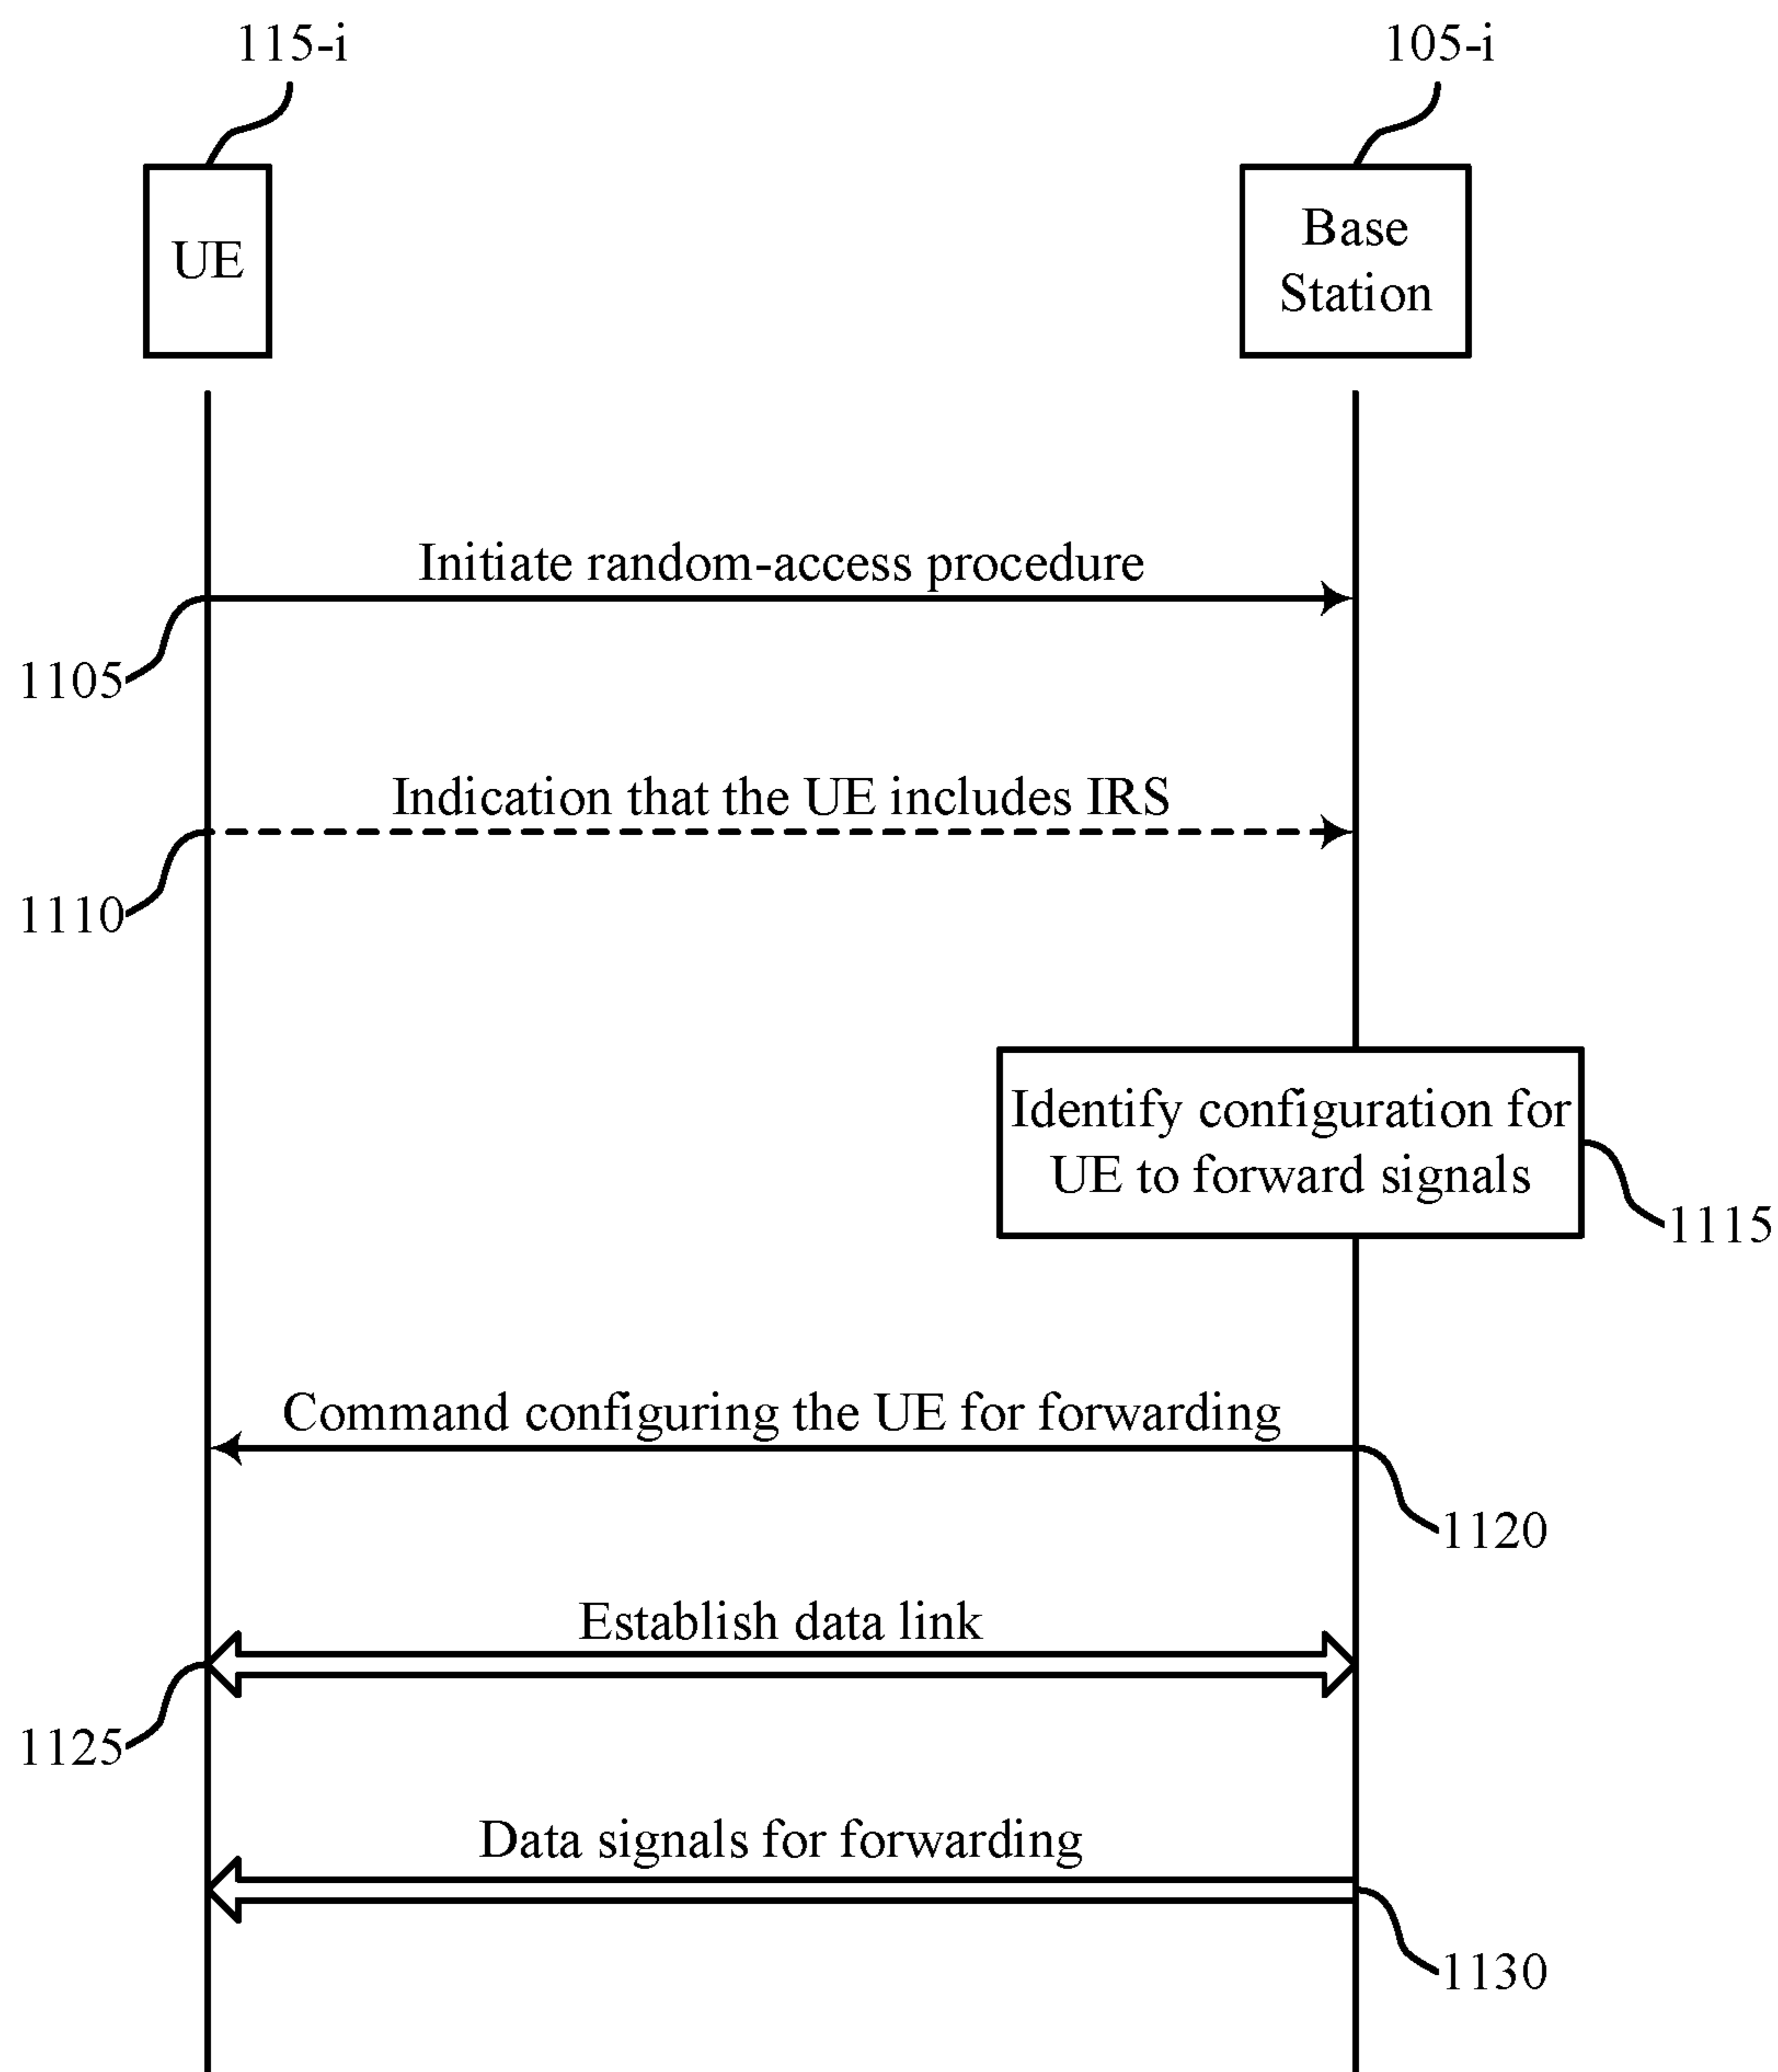 115-i
105-i
UE
Base
Station
Initiate random-access procedure
1105
Indication that the UE includes IRS
1110
Identify configuration for
UE to forward signals
1115
Command configuring the UE for forwarding
1120
Establish data link
1125
Data signals for forwarding
1130